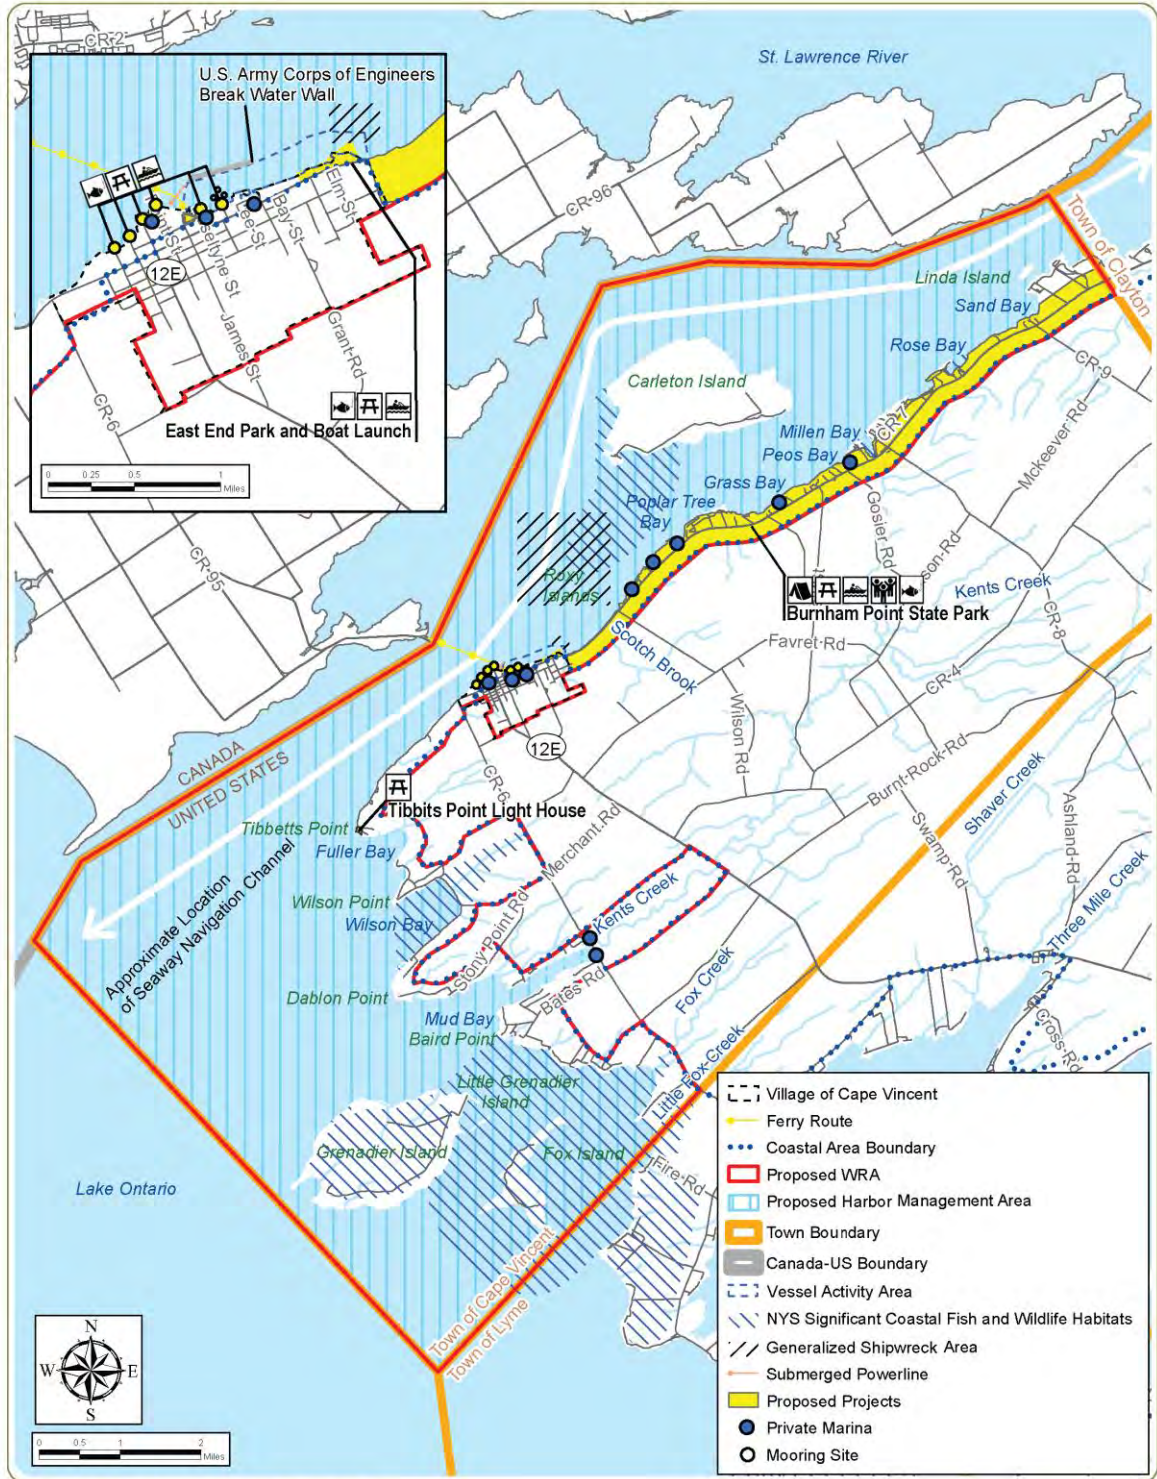 CR-2
St. Lawrence River
U.S. Army Corps of Engineers
Break Water Wall
Elm-St
Bay-St
12E
James-St
Grant-Rd
CR-6
East End Park and Boat Launch
0 0.25 0.5 1
Miles
CR-96
Town of Clayton
Linda Island
Sand Bay
Rose Bay
CR-9
Carleton Island
Mckeever-Rd
Millen Bay
CR-7
Peos Bay
Grass Bay
Poplar Tree
Bay
Gosier-Rd
son-Rd
CR-95
Roxy
Islands
Kents Creek
Burnham Point State Park
CR-8
Scotch Brook
Favret-Rd
CR-4
Wilson-Rd
12E
CANADA
UNITED STATES
CR-6
Burnt-Rock-Rd
Shaver Creek
Tibbits Point Light House
Tibbetts Point
Fuller Bay
Merchant-Rd
Swamp-Rd
Ashland-Rd
Three Mile Creek
Approximate Location
of Seaway Navigation Channel
Wilson Point
Wilson Bay
Kents Creek
Stony Point Rd
Dablon Point
Bates Rd
Fox Creek
Mud Bay
Baird Point
Cross-Rd
Little Grenadier
Island
Little Fox-Creek
Grenadier Island
Fox Island
Fire-Rd
Lake Ontario
Town of Cape Vincent
Town of Lyme
Village of Cape Vincent
Ferry Route
Coastal Area Boundary
Proposed WRA
Proposed Harbor Management Area
Town Boundary
Canada-US Boundary
Vessel Activity Area
NYS Significant Coastal Fish and Wildlife Habitats
Generalized Shipwreck Area
Submerged Powerline
Proposed Projects
Private Marina
Mooring Site
N
W E
S
0 0.5 1 2
Miles